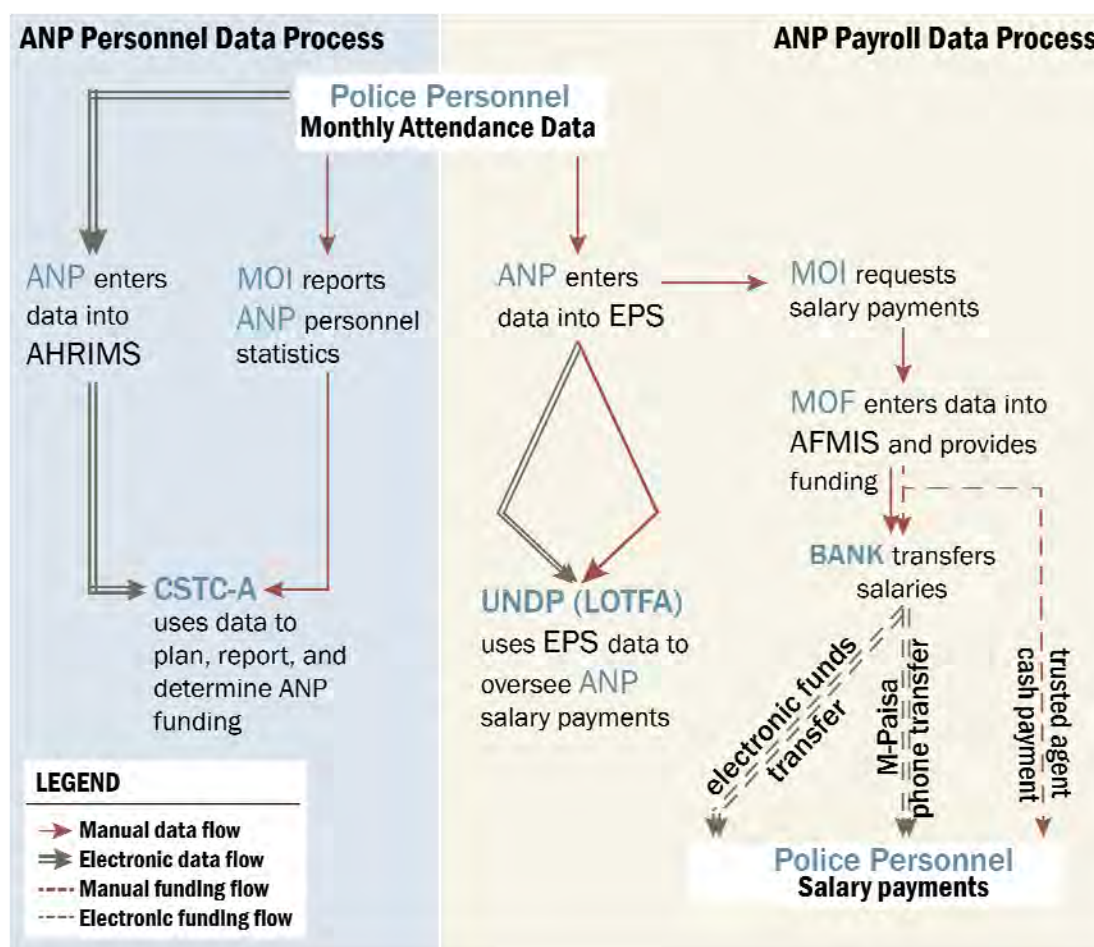 ANP Personnel Data Process
ANP Payroll Data Process
Police Personnel
Monthly Attendance Data
ANP enters
data into
AHRIMS
MOI reports
ANP personnel
statistics
ANP enters
data into EPS
MOI requests
salary payments
MOF enters data into
AFMIS and provides
funding
BANK transfers
salaries
CSTC-A
uses data to
plan, report, and
determine ANP
funding
UNDP (LOTFA)
uses EPS data to
oversee ANP
salary payments
electronic funds
transfer
M-Paisa
phone transfer
trusted agent
cash payment
Police Personnel
Salary payments
LEGEND
Manual data flow
Electronic data flow
Manual funding flow
Electronic funding flow